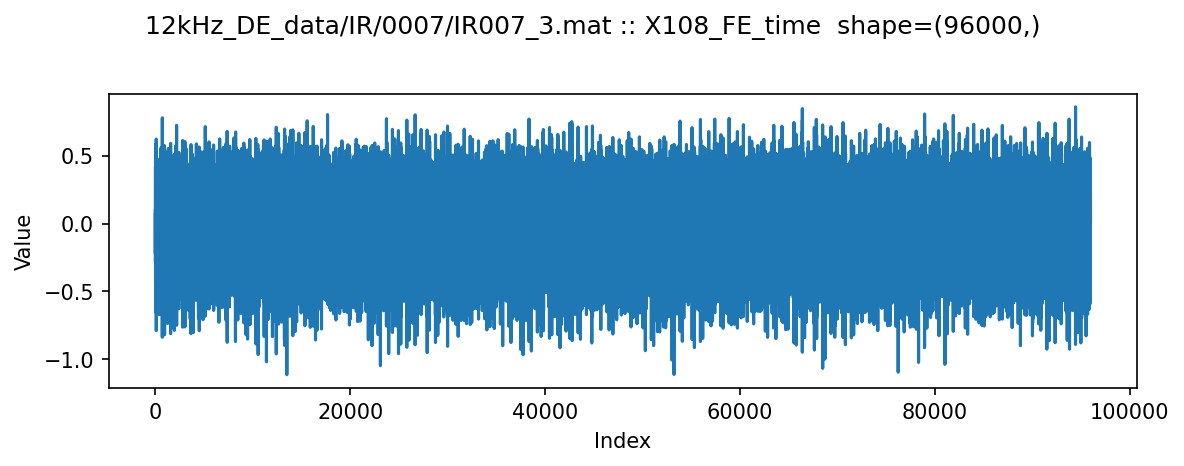 12kHz_DE_data/IR/0007/IR007_3.mat :: X108_FE_time  shape=(96000,)
0.5
0.0
−0.5
−1.0
Value
0 20000 40000 60000 80000 100000
Index